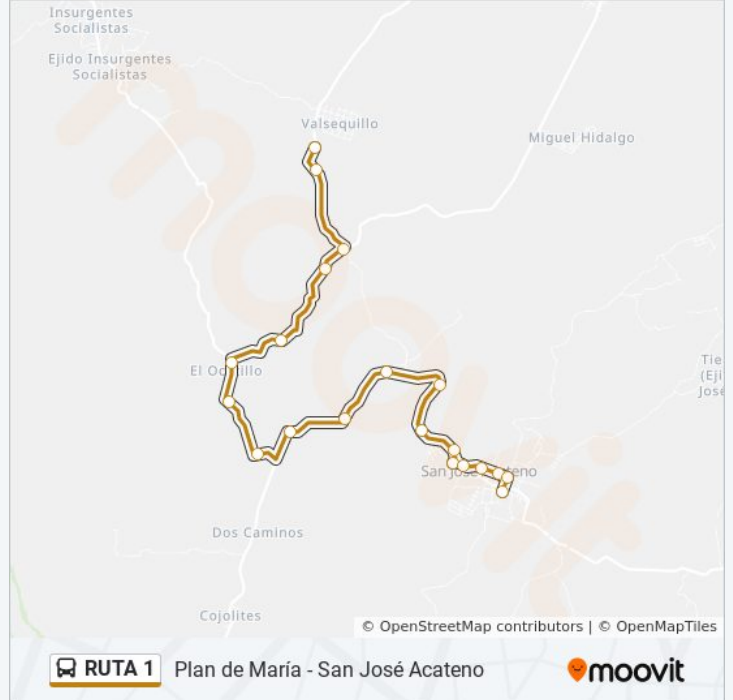 Insurgentes
Socialistas
Ejido Insurgentes
Socialistas
Valsequillo
Miguel Hidalgo
El Ocotillo
Tie
(Eji
José
San José Acateno
Dos Caminos
Cojolites
© OpenStreetMap contributors | © OpenMapTiles
RUTA 1
Plan de María - San José Acateno
moovit